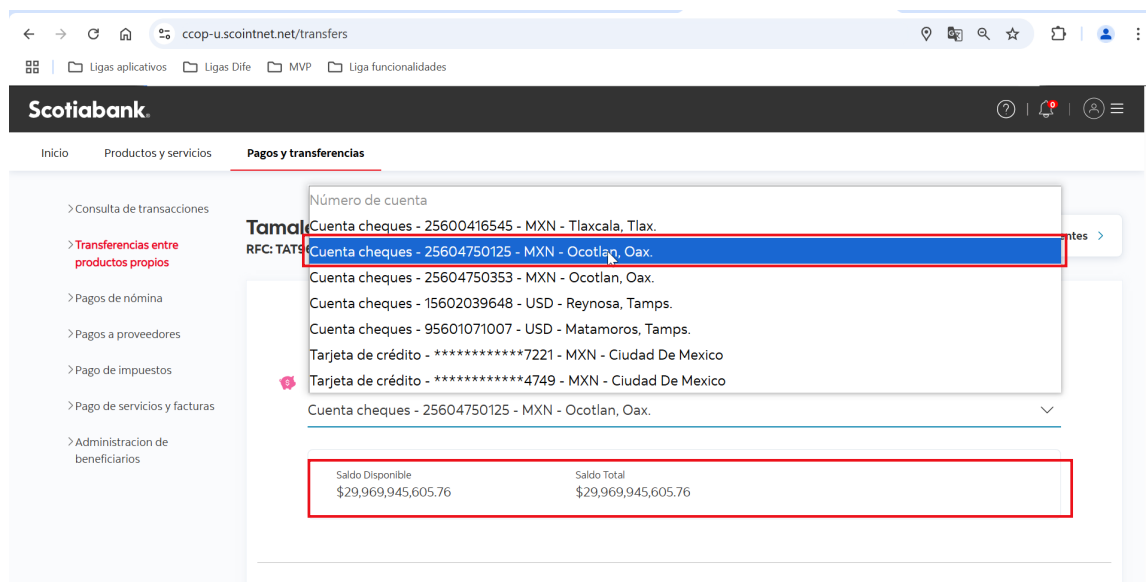 ccop-u.scointnet.net/transfers
Ligas aplicativos Ligas Dife MVP Liga funcionalidades
Scotiabank.
0
Inicio Productos y servicios Pagos y transferencias
Consulta de transacciones
Transferencias entre
productos propios
Pagos de nómina
Pagos a proveedores
Pago de impuestos
Pago de servicios y facturas
Administracion de
beneficiarios
RFC:
ntes
Número de cuenta
Cuenta cheques - 25600416545 - MXN - Tlaxcala, Tlax.
Cuenta cheques - 25604750125 - MXN - Ocotlan, Oax.
Cuenta cheques - 25604750353 - MXN - Ocotlan, Oax.
Cuenta cheques - 15602039648 - USD - Reynosa, Tamps.
Cuenta cheques - 95601071007 - USD - Matamoros, Tamps.
Tarjeta de crédito - ************7221 - MXN - Ciudad De Mexico
Tarjeta de crédito - ************4749 - MXN - Ciudad De Mexico
Cuenta cheques - 25604750125 - MXN - Ocotlan, Oax.
Saldo Disponible Saldo Total
$29,969,945,605.76 $29,969,945,605.76